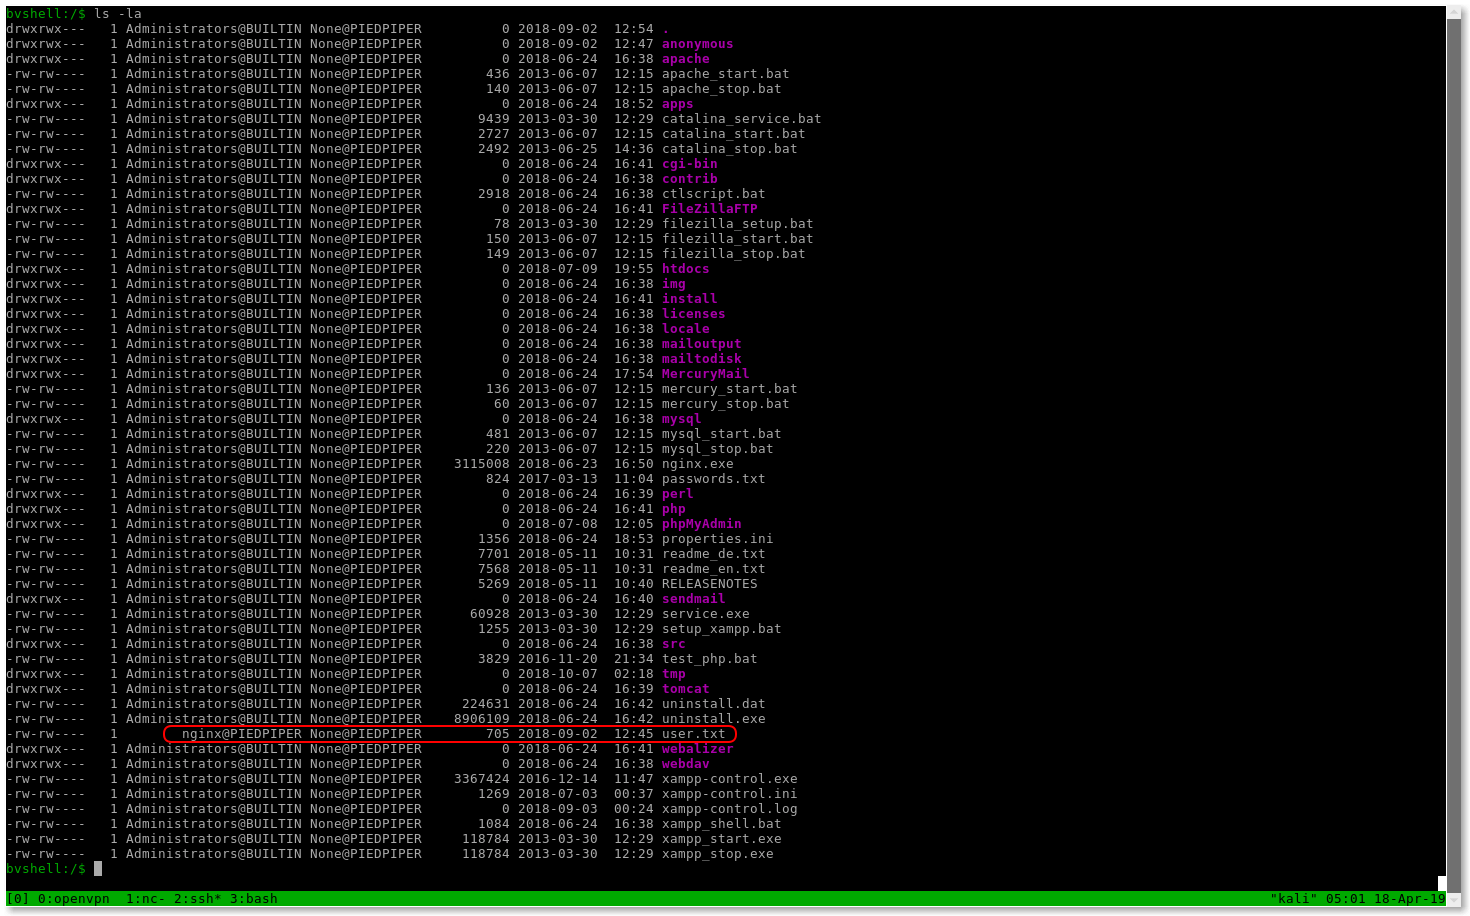 bvshell:/$ ls -la
drwxrwx---   1 Administrators@BUILTIN None@PIEDPIPER          0 2018-09-02  12:54 .
drwxrwx---   1 Administrators@BUILTIN None@PIEDPIPER          0 2018-09-02  12:47 anonymous
drwxrwx---   1 Administrators@BUILTIN None@PIEDPIPER          0 2018-06-24  16:38 apache
-rw-rw----   1 Administrators@BUILTIN None@PIEDPIPER        436 2013-06-07  12:15 apache_start.bat
-rw-rw----   1 Administrators@BUILTIN None@PIEDPIPER        140 2013-06-07  12:15 apache_stop.bat
drwxrwx---   1 Administrators@BUILTIN None@PIEDPIPER          0 2018-06-24  18:52 apps
-rw-rw----   1 Administrators@BUILTIN None@PIEDPIPER       9439 2013-03-30  12:29 catalina_service.bat
-rw-rw----   1 Administrators@BUILTIN None@PIEDPIPER       2727 2013-06-07  12:15 catalina_start.bat
-rw-rw----   1 Administrators@BUILTIN None@PIEDPIPER       2492 2013-06-25  14:36 catalina_stop.bat
drwxrwx---   1 Administrators@BUILTIN None@PIEDPIPER          0 2018-06-24  16:41 cgi-bin
drwxrwx---   1 Administrators@BUILTIN None@PIEDPIPER          0 2018-06-24  16:38 contrib
-rw-rw----   1 Administrators@BUILTIN None@PIEDPIPER       2918 2018-06-24  16:38 ctlscript.bat
drwxrwx---   1 Administrators@BUILTIN None@PIEDPIPER          0 2018-06-24  16:41 FileZillaFTP
-rw-rw----   1 Administrators@BUILTIN None@PIEDPIPER         78 2013-03-30  12:29 filezilla_setup.bat
-rw-rw----   1 Administrators@BUILTIN None@PIEDPIPER        150 2013-06-07  12:15 filezilla_start.bat
-rw-rw----   1 Administrators@BUILTIN None@PIEDPIPER        149 2013-06-07  12:15 filezilla_stop.bat
drwxrwx---   1 Administrators@BUILTIN None@PIEDPIPER          0 2018-07-09  19:55 htdocs
drwxrwx---   1 Administrators@BUILTIN None@PIEDPIPER          0 2018-06-24  16:38 img
drwxrwx---   1 Administrators@BUILTIN None@PIEDPIPER          0 2018-06-24  16:41 install
drwxrwx---   1 Administrators@BUILTIN None@PIEDPIPER          0 2018-06-24  16:38 licenses
drwxrwx---   1 Administrators@BUILTIN None@PIEDPIPER          0 2018-06-24  16:38 locale
drwxrwx---   1 Administrators@BUILTIN None@PIEDPIPER          0 2018-06-24  16:38 mailoutput
drwxrwx---   1 Administrators@BUILTIN None@PIEDPIPER          0 2018-06-24  16:38 mailtodisk
drwxrwx---   1 Administrators@BUILTIN None@PIEDPIPER          0 2018-06-24  17:54 MercuryMail
-rw-rw----   1 Administrators@BUILTIN None@PIEDPIPER        136 2013-06-07  12:15 mercury_start.bat
-rw-rw----   1 Administrators@BUILTIN None@PIEDPIPER         60 2013-06-07  12:15 mercury_stop.bat
drwxrwx---   1 Administrators@BUILTIN None@PIEDPIPER          0 2018-06-24  16:38 mysql
-rw-rw----   1 Administrators@BUILTIN None@PIEDPIPER        481 2013-06-07  12:15 mysql_start.bat
-rw-rw----   1 Administrators@BUILTIN None@PIEDPIPER        220 2013-06-07  12:15 mysql_stop.bat
-rw-rw----   1 Administrators@BUILTIN None@PIEDPIPER    3115008 2018-06-23  16:50 nginx.exe
-rw-rw----   1 Administrators@BUILTIN None@PIEDPIPER        824 2017-03-13  11:04 passwords.txt
drwxrwx---   1 Administrators@BUILTIN None@PIEDPIPER          0 2018-06-24  16:39 perl
drwxrwx---   1 Administrators@BUILTIN None@PIEDPIPER          0 2018-06-24  16:41 php
drwxrwx---   1 Administrators@BUILTIN None@PIEDPIPER          0 2018-07-08  12:05 phpMyAdmin
-rw-rw----   1 Administrators@BUILTIN None@PIEDPIPER       1356 2018-06-24  18:53 properties.ini
-rw-rw----   1 Administrators@BUILTIN None@PIEDPIPER       7701 2018-05-11  10:31 readme_de.txt
-rw-rw----   1 Administrators@BUILTIN None@PIEDPIPER       7568 2018-05-11  10:31 readme_en.txt
-rw-rw----   1 Administrators@BUILTIN None@PIEDPIPER       5269 2018-05-11  10:40 RELEASENOTES
drwxrwx---   1 Administrators@BUILTIN None@PIEDPIPER          0 2018-06-24  16:40 sendmail
-rw-rw----   1 Administrators@BUILTIN None@PIEDPIPER      60928 2013-03-30  12:29 service.exe
-rw-rw----   1 Administrators@BUILTIN None@PIEDPIPER       1255 2013-03-30  12:29 setup_xampp.bat
drwxrwx---   1 Administrators@BUILTIN None@PIEDPIPER          0 2018-06-24  16:38 src
-rw-rw----   1 Administrators@BUILTIN None@PIEDPIPER       3829 2016-11-20  21:34 test_php.bat
drwxrwx---   1 Administrators@BUILTIN None@PIEDPIPER          0 2018-10-07  02:18 tmp
drwxrwx---   1 Administrators@BUILTIN None@PIEDPIPER          0 2018-06-24  16:39 tomcat
-rw-rw----   1 Administrators@BUILTIN None@PIEDPIPER     224631 2018-06-24  16:42 uninstall.dat
-rw-rw----   1 Administrators@BUILTIN None@PIEDPIPER    8906109 2018-06-24  16:42 uninstall.exe
-rw-rw----   1        nginx@PIEDPIPER None@PIEDPIPER        705 2018-09-02  12:45 user.txt
drwxrwx---   1 Administrators@BUILTIN None@PIEDPIPER          0 2018-06-24  16:41 webalizer
drwxrwx---   1 Administrators@BUILTIN None@PIEDPIPER          0 2018-06-24  16:38 webdav
-rw-rw----   1 Administrators@BUILTIN None@PIEDPIPER    3367424 2016-12-14  11:47 xampp-control.exe
-rw-rw----   1 Administrators@BUILTIN None@PIEDPIPER       1269 2018-07-03  00:37 xampp-control.ini
-rw-rw----   1 Administrators@BUILTIN None@PIEDPIPER          0 2018-09-03  00:24 xampp-control.log
-rw-rw----   1 Administrators@BUILTIN None@PIEDPIPER       1084 2018-06-24  16:38 xampp_shell.bat
-rw-rw----   1 Administrators@BUILTIN None@PIEDPIPER     118784 2013-03-30  12:29 xampp_start.exe
-rw-rw----   1 Administrators@BUILTIN None@PIEDPIPER     118784 2013-03-30  12:29 xampp_stop.exe
bvshell:/$
[0] 0:openvpn  1:nc- 2:ssh* 3:bash "kali" 05:01 18-Apr-19